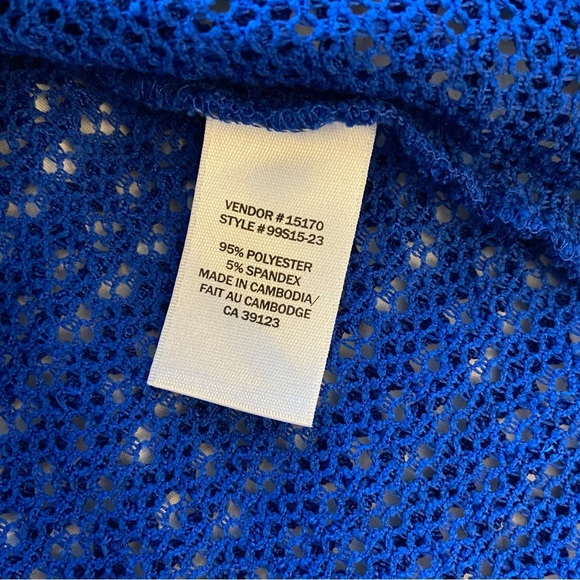 VENDOR # 15170
STYLE # 99S15-23
95% POLYESTER
5% SPANDEX
MADE IN CAMBODIA/
FAIT AU CAMBODGE
CA 39123